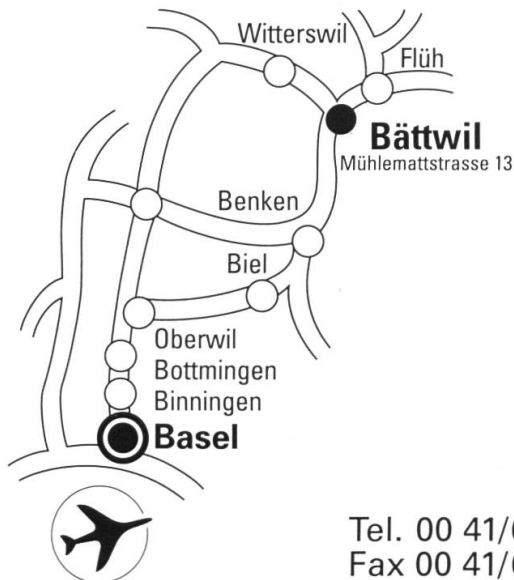 Witterswil
Flüh
Bättwil
Mühlemattstrasse 13
Benken
Biel
Oberwil
Bottmingen
Binningen
Basel
Tel. 00 41/
Fax 00 41/